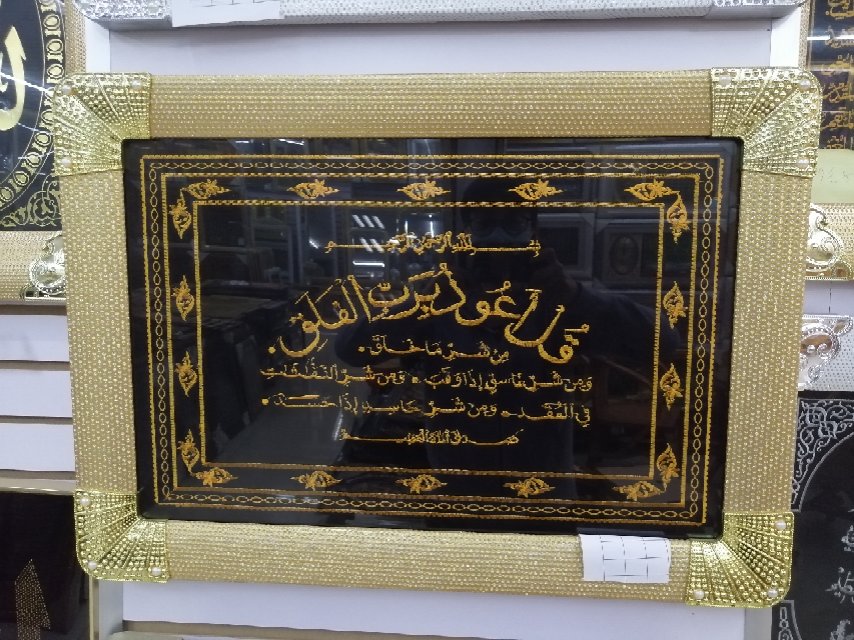 بسم الله الرحمن الرحيم
قل أعوذ برب الفلق
من شر ما خلق
ومن شر غاسق إذا وقب ومن شر النفاثات
في العقد ومن شر حاسد إذا حسد
صدق الله العظيم